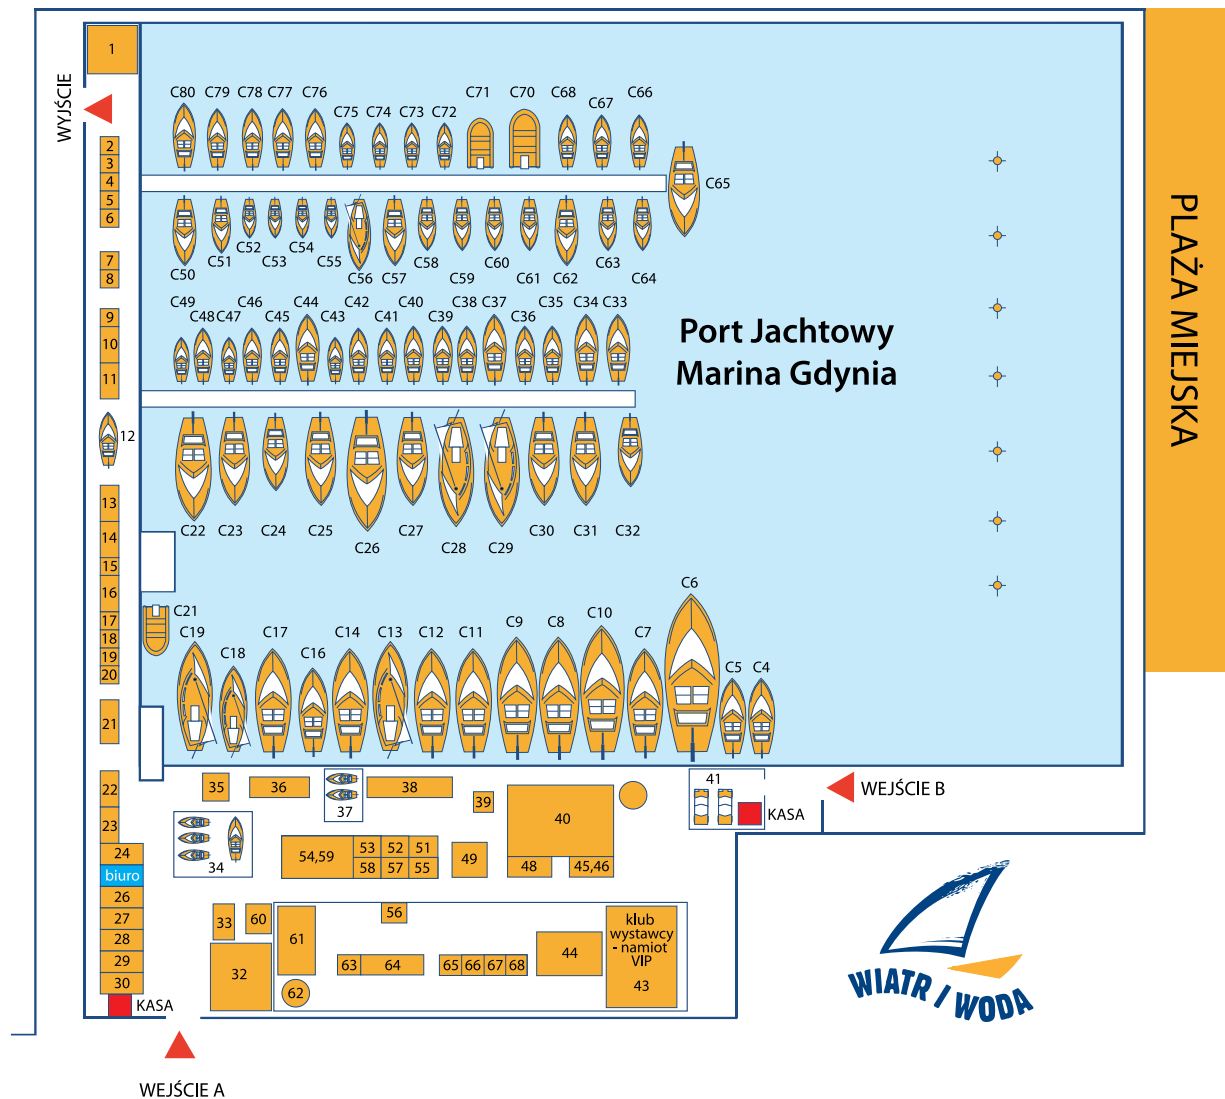 1
WYJŚCIE
C80 C79 C78 C77 C76 C75 C74 C73 C72 C71 C70 C68 C67 C66
C65
2
3
4
5
6
7
8
C50 C51 C52 C53 C54 C55 C56 C57 C58 C59 C60 C61 C62 C63 C64
PLAŻA MIEJSKA
C49 C48 C47 C46 C45 C44 C43 C42 C41 C40 C39 C38 C37 C36 C35 C34 C33
Port Jachtowy
Marina Gdynia
9
10
11
12
13
14
15
16
17
18
19
20
21
C22 C23 C24 C25 C26 C27 C28 C29 C30 C31 C32
C21
C19 C18 C17 C16 C14 C13 C12 C11 C9 C8 C10 C7 C6 C5 C4
22
23
24
biuro
26
27
28
29
30
KASA
WEJŚCIE A
35 36 37 38 39 40 41
KASA
WEJŚCIE B
34
54,59 53 52 51
58 57 55
49
48 45,46
33 60 61 56
32 62
63 64 65 66 67 68
44
klub
wystawcy
- namiot
VIP
43
WIATR I WODA